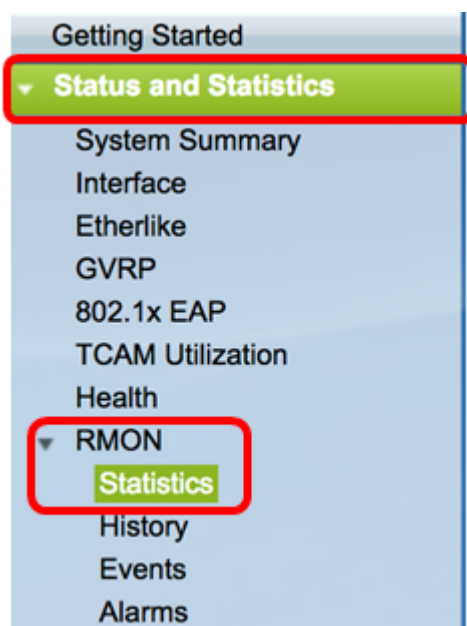 Getting Started
Status and Statistics
System Summary
Interface
Etherlike
GVRP
802.1x EAP
TCAM Utilization
Health
RMON
Statistics
History
Events
Alarms